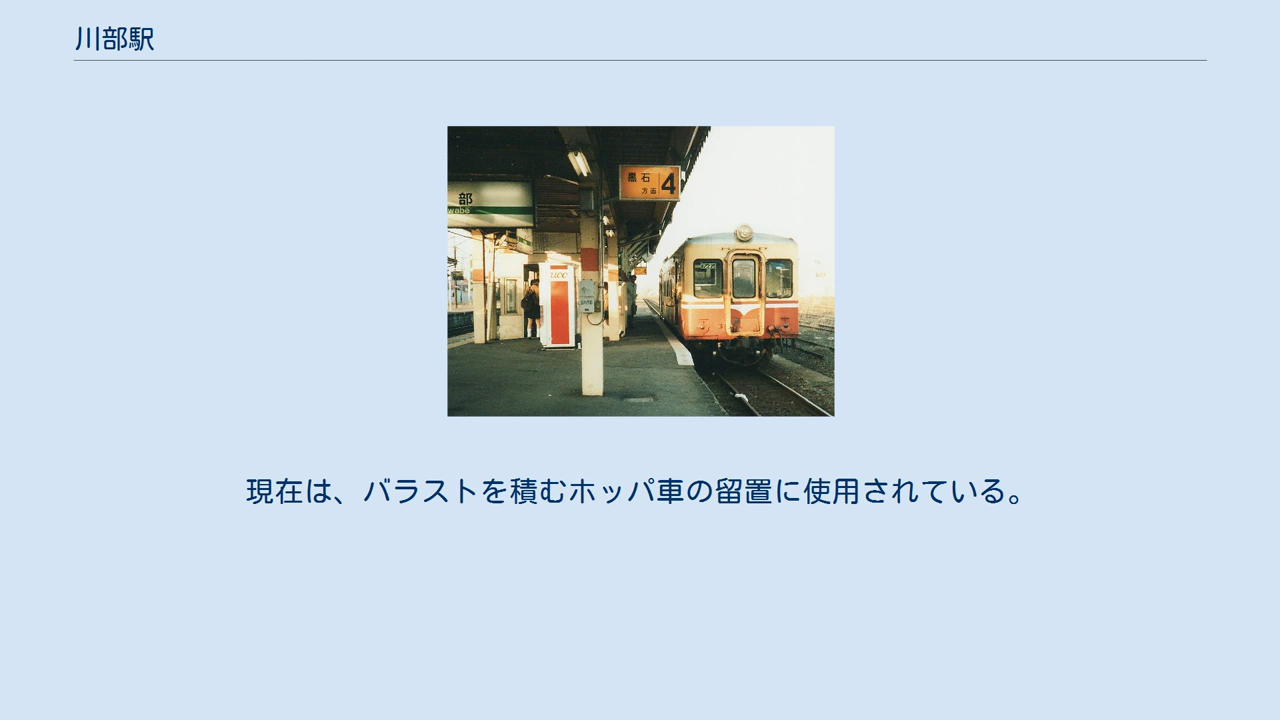 川部駅
黒石
方面
4
部
wabe
ucc
現在は、バラストを積むホッパ車の留置に使用されている。